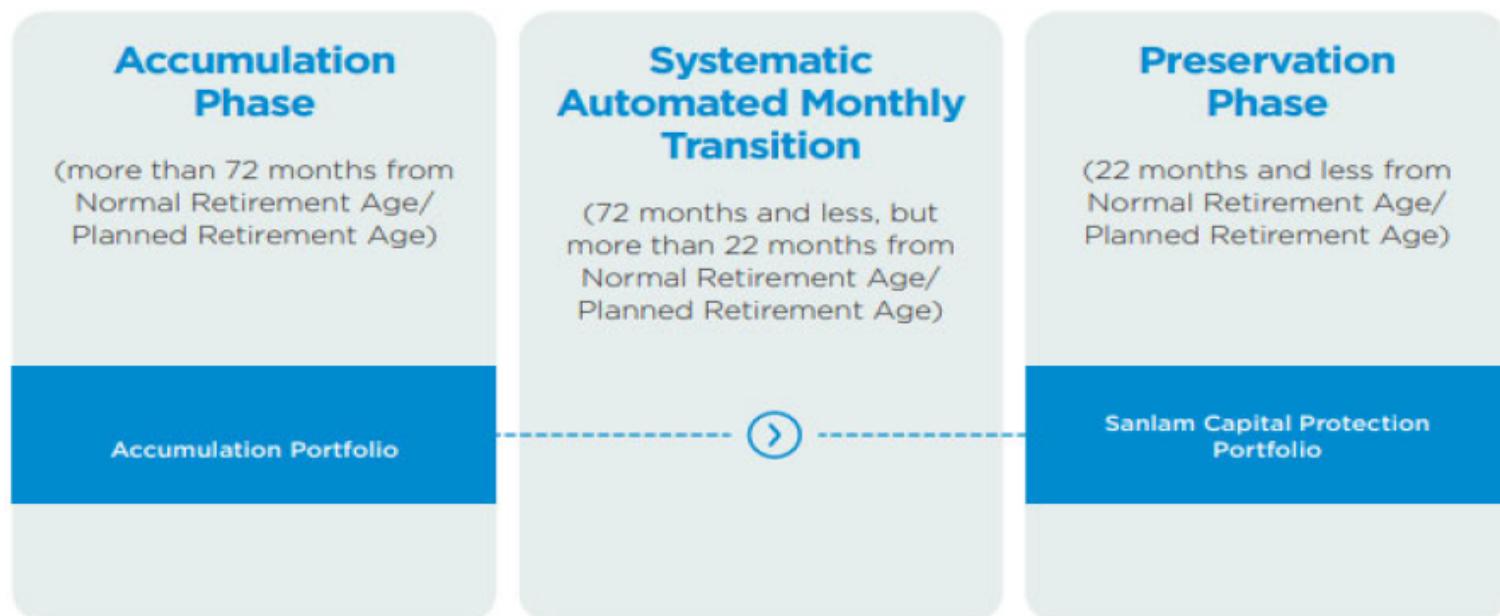 Accumulation
Phase
(more than 72 months from
Normal Retirement Age/
Planned Retirement Age)
Accumulation Portfolio
Systematic
Automated Monthly
Transition
(72 months and less, but
more than 22 months from
Normal Retirement Age/
Planned Retirement Age)
Preservation
Phase
(22 months and less from
Normal Retirement Age/
Planned Retirement Age)
Sanlam Capital Protection
Portfolio